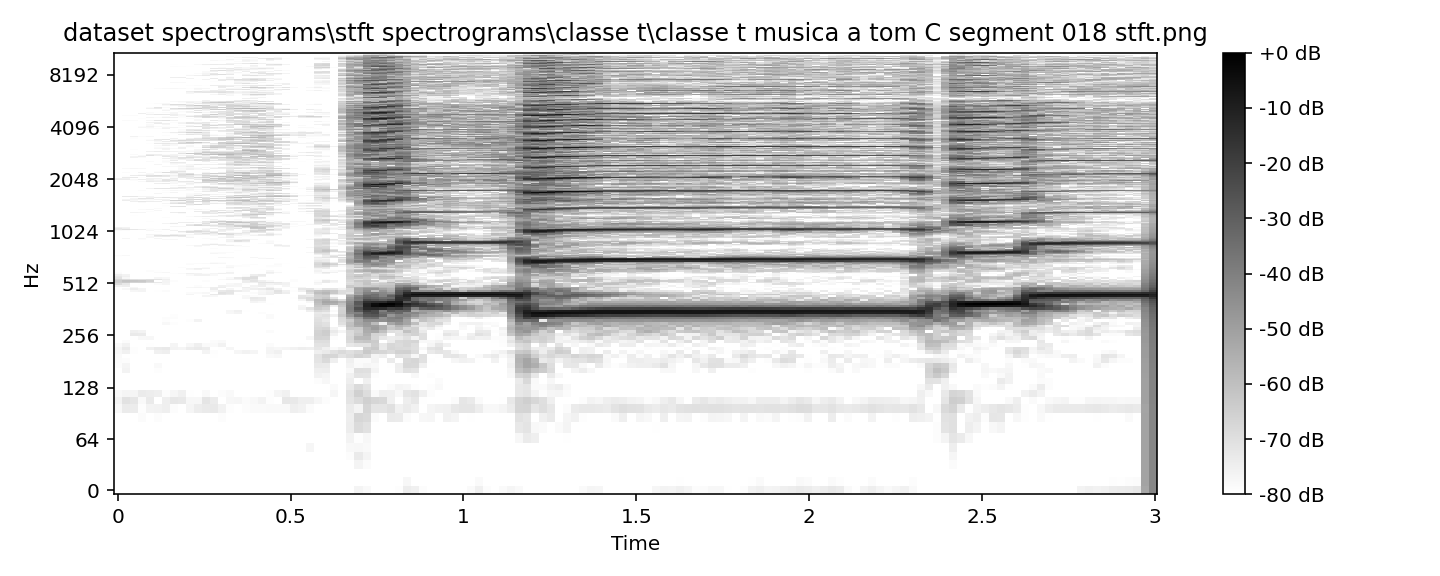 dataset spectrograms\stft spectrograms\classe t\classe t musica a tom C segment 018 stft.png
8192
4096
2048
1024
512
256
128
64
0
Hz
0
0.5
1
1.5
2
2.5
3
Time
+0 dB
-10 dB
-20 dB
-30 dB
-40 dB
-50 dB
-60 dB
-70 dB
-80 dB